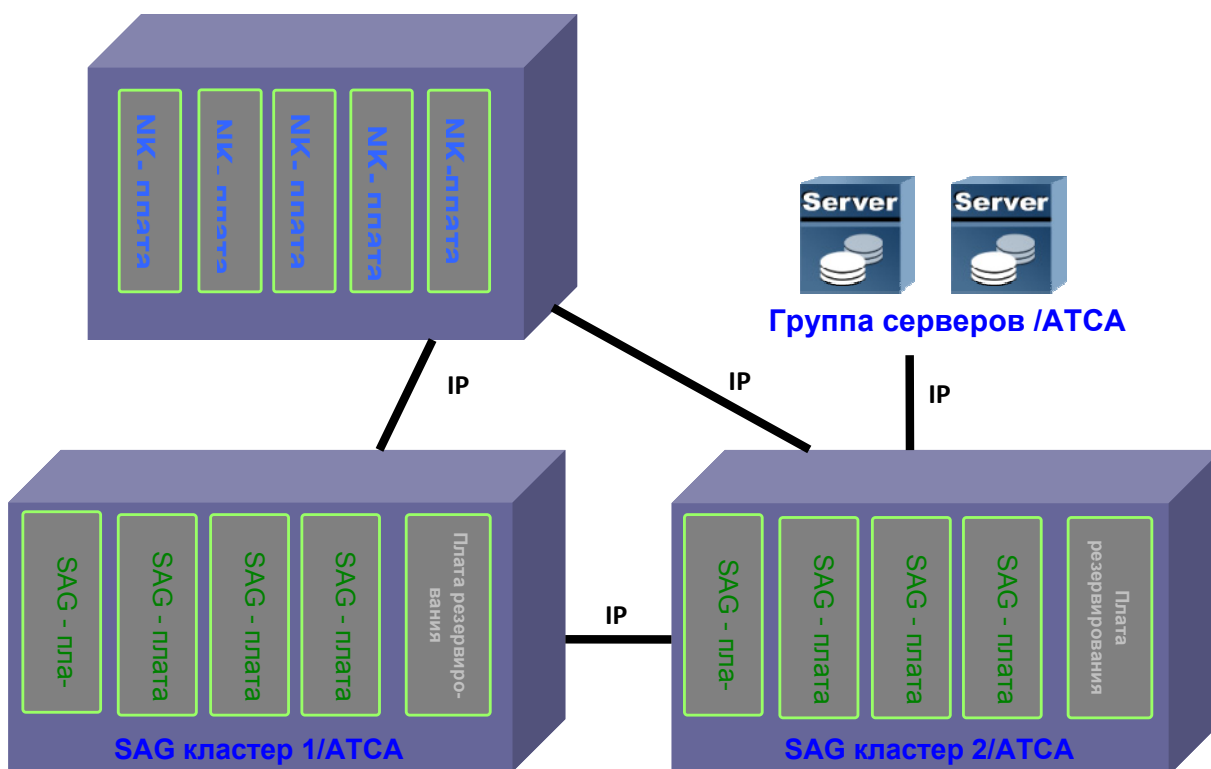 NK- плата
NK- плата
NK- плата
NK- плата
NK -плата
Server
Server
Группа серверов /ATCA
IP
IP
IP
SAG - пла-
SAG - плата
SAG - плата
SAG - плата
Плата резервиро-
вания
IP
SAG - пла-
SAG - плата
SAG - плата
SAG - плата
Плата
резервирования
SAG кластер 1/ATCA
SAG кластер 2/ATCA